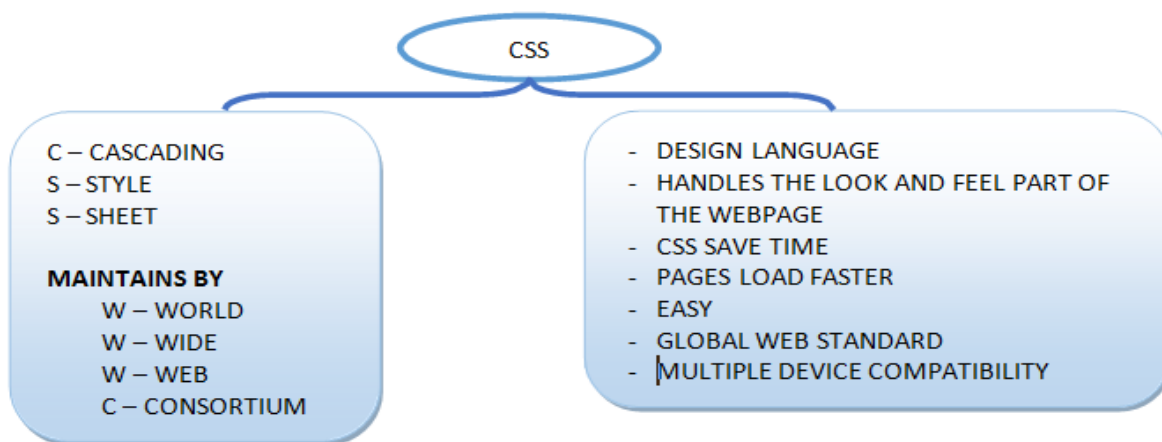 CSS
C – CASCADING
S – STYLE
S – SHEET
MAINTAINS BY
W – WORLD
W – WIDE
W – WEB
C – CONSORTIUM
- DESIGN LANGUAGE
- HANDLES THE LOOK AND FEEL PART OF
THE WEBPAGE
- CSS SAVE TIME
- PAGES LOAD FASTER
- EASY
- GLOBAL WEB STANDARD
- MULTIPLE DEVICE COMPATIBILITY